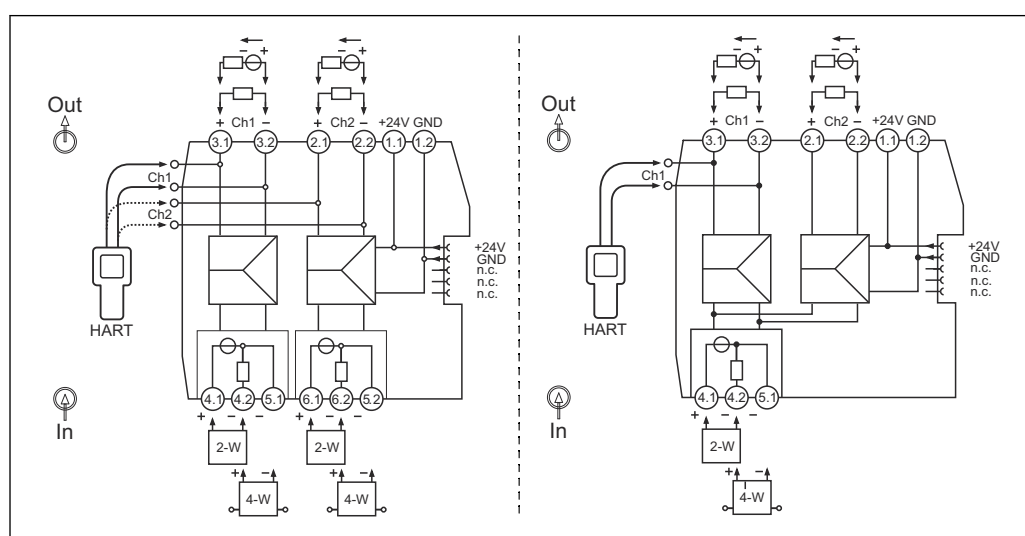 ← ←
− + − +
Out
+ Ch1 − + Ch2 − +24V GND
3.1 3.2 2.1 2.2 1.1 1.2
Ch1
Ch2
+24V
GND
n.c.
n.c.
n.c.
HART
4.1 4.2 5.1 6.1 6.2 5.2
In
+ − − + − −
2-W 2-W
+ − + −
4-W 4-W
− + − +
Out
+ Ch1 − + Ch2 − +24V GND
3.1 3.2 2.1 2.2 1.1 1.2
Ch1
+24V
GND
n.c.
n.c.
n.c.
HART
4.1 4.2 5.1
In
+ − −
2-W
+ −
4-W